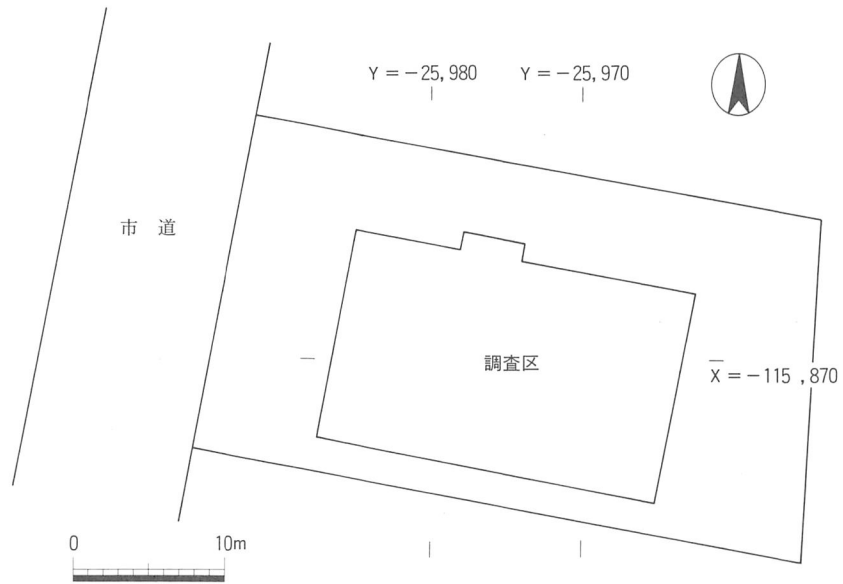 Y = −25,980
Y = −25,970
市 道
調査区
X = −115,870
0
10m